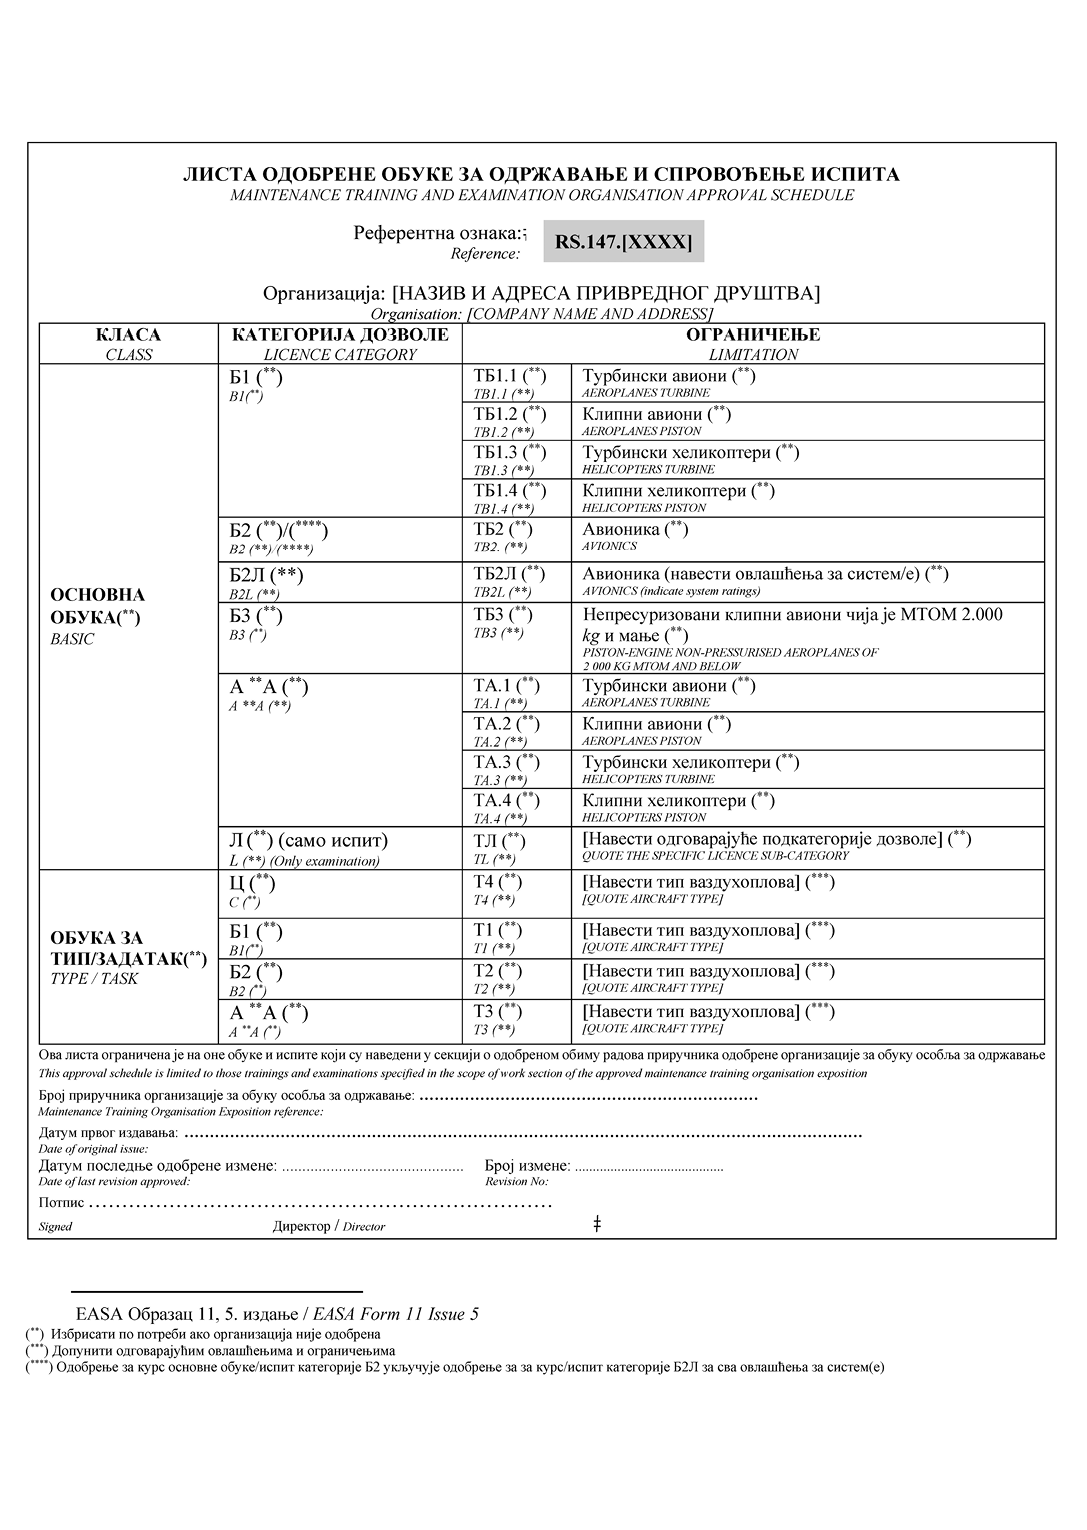 ЛИСТА ОДОБРЕНЕ ОБУКЕ ЗА ОДРЖАВАЊЕ И СПРОВОЂЕЊЕ ИСПИТА
MAINTENANCE TRAINING AND EXAMINATION ORGANISATION APPROVAL SCHEDULE
Референтна ознака:
Reference:
RS.147.[XXXX]
Организација: [НАЗИВ И АДРЕСА ПРИВРЕДНОГ ДРУШТВА]
Organisation: [COMPANY NAME AND ADDRESS]
КЛАСА
CLASS
КАТЕГОРИЈА ДОЗВОЛЕ
LICENCE CATEGORY
ОГРАНИЧЕЊЕ
LIMITATION
ОСНОВНА
ОБУКА(**)
BASIC
Б1 (**)
B1(**)
ТБ1.1 (**)
TB1.1 (**)
Турбински авиони (**)
AEROPLANES TURBINE
ТБ1.2 (**)
TB1.2 (**)
Клипни авиони (**)
AEROPLANES PISTON
ТБ1.3 (**)
TB1.3 (**)
Турбински хеликоптери (**)
HELICOPTERS TURBINE
ТБ1.4 (**)
TB1.4 (**)
Клипни хеликоптери (**)
HELICOPTERS PISTON
Б2 (**)/(****)
B2 (**)/(****)
ТБ2 (**)
TB2. (**)
Авионика (**)
AVIONICS
Б2Л (**)
B2L (**)
ТБ2Л (**)
TB2L (**)
Авионика (навести овлашћења за систем/е) (**)
AVIONICS (indicate system ratings)
Б3 (**)
B3 (**)
ТБ3 (**)
TB3 (**)
Непресуризовани клипни авиони чија је МТОМ 2.000
kg и мање (**)
PISTON-ENGINE NON-PRESSURISED AEROPLANES OF
2 000 KG MTOM AND BELOW
А **А (**)
A **A (**)
ТА.1 (**)
TA.1 (**)
Турбински авиони (**)
AEROPLANES TURBINE
ТА.2 (**)
TA.2 (**)
Клипни авиони (**)
AEROPLANES PISTON
ТА.3 (**)
TA.3 (**)
Турбински хеликоптери (**)
HELICOPTERS TURBINE
ТА.4 (**)
TA.4 (**)
Клипни хеликоптери (**)
HELICOPTERS PISTON
Л (**) (само испит)
L (**) (Only examination)
ТЛ (**)
TL (**)
[Навести одговарајуће подкатегорије дозволе] (**)
QUOTE THE SPECIFIC LICENCE SUB-CATEGORY
ОБУКА ЗА
ТИП/ЗАДАТАК(**)
TYPE / TASK
Ц (**)
C (**)
Т4 (**)
T4 (**)
[Навести тип ваздухоплова] (***)
[QUOTE AIRCRAFT TYPE]
Б1 (**)
B1(**)
Т1 (**)
T1 (**)
[Навести тип ваздухоплова] (***)
[QUOTE AIRCRAFT TYPE]
Б2 (**)
B2 (**)
Т2 (**)
T2 (**)
[Навести тип ваздухоплова] (***)
[QUOTE AIRCRAFT TYPE]
А **А (**)
A **A (**)
Т3 (**)
T3 (**)
[Навести тип ваздухоплова] (***)
[QUOTE AIRCRAFT TYPE]
Ова листа ограничена је на оне обуке и испите који су наведени у секцији о одобреном обиму радова приручника одобрене организације за обуку особља за одржавање
This approval schedule is limited to those trainings and examinations specified in the scope of work section of the approved maintenance training organisation exposition
Број приручника организације за обуку особља за одржавање: ................................................................
Maintenance Training Organisation Exposition reference:
Датум првог издавања: ................................................................
Date of original issue:
Датум последње одобрене измене: ........................................... Број измене: ..........................................
Date of last revision approved: Revision No:
Потпис ................................................................
Signed Директор / Director ‡
EASA Образац 11, 5. издање / EASA Form 11 Issue 5
(**) Избрисати по потреби ако организација није одобрена
(***) Допунити одговарајућим овлашћењима и ограничењима
(****) Одобрење за курс основне обуке/испит категорије Б2 укључује одобрење за за курс/испит категорије Б2Л за сва овлашћења за систем(е)